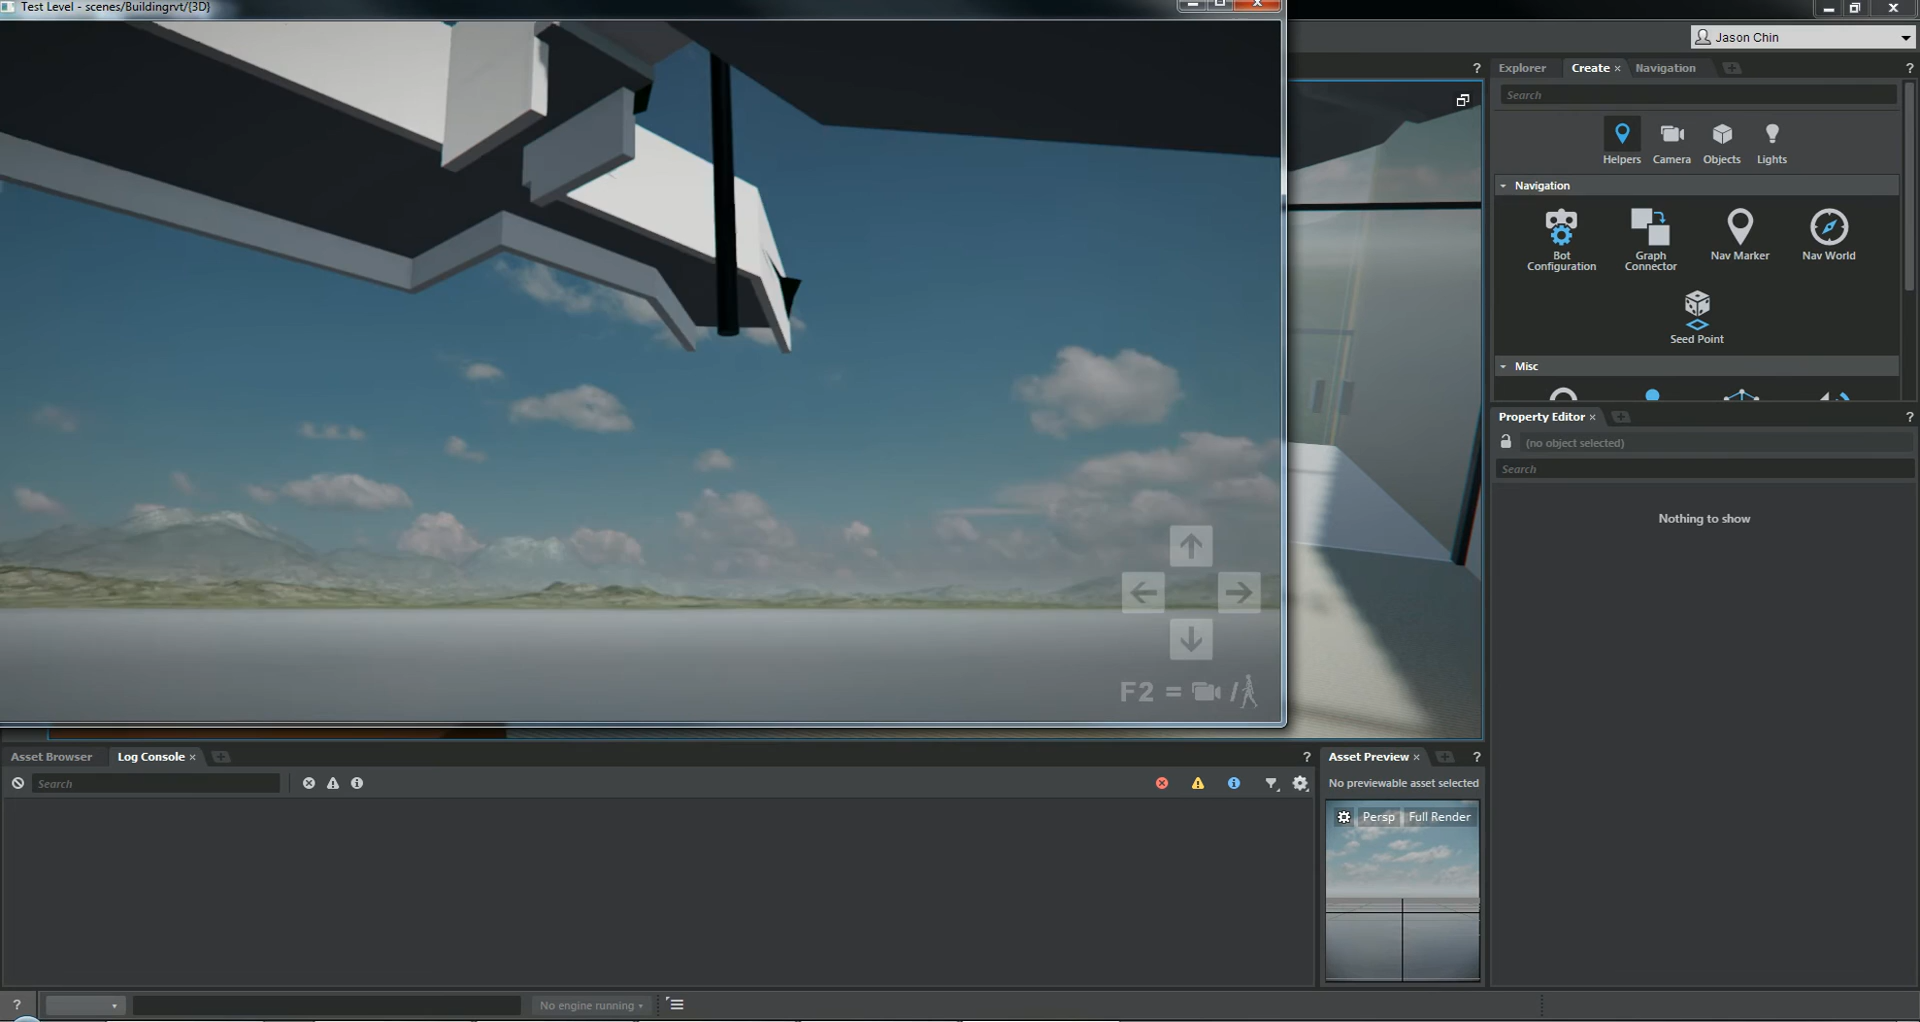 Test Level - scenes/Buildingrvt/{3D}
Jason Chin
?
Explorer
Create ×
Navigation
?
Search
Helpers
Camera
Objects
Lights
Navigation
Bot
Configuration
Graph
Connector
Nav Marker
Nav World
Seed Point
Misc
Property Editor ×
?
(no object selected)
Search
Nothing to show
F2 = /
Asset Browser
Log Console ×
?
Search
Asset Preview ×
?
No previewable asset selected
Persp
Full Render
?
No engine running